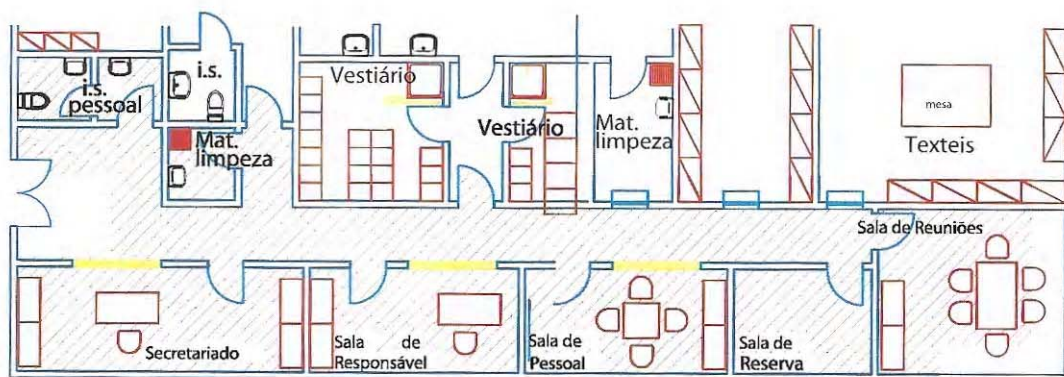 i.s.
pessoal
i.s.
Mat.
limpeza
Vestiário
Vestiário
Mat.
limpeza
mesa
Texteis
Sala de Reuniões
Secretariado
Sala de
Responsável
Sala de
Pessoal
Sala de
Reserva